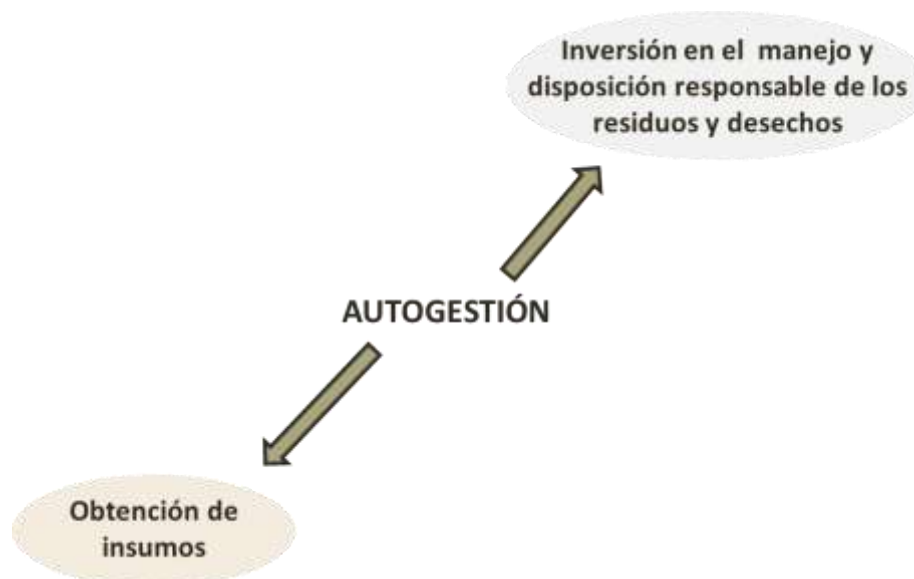 Inversión en el manejo y
disposición responsable de los
residuos y desechos
AUTOGESTIÓN
Obtención de
insumos